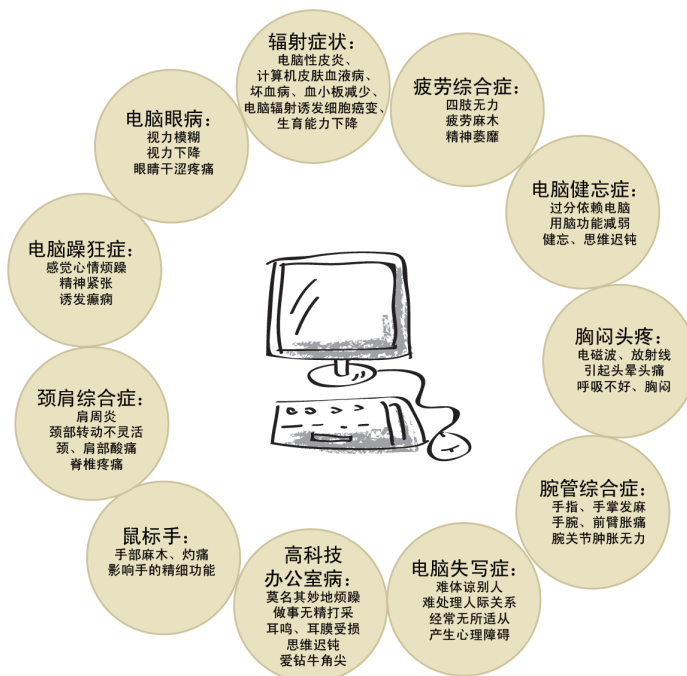 辐射症状：
电脑性皮炎、
计算机皮肤血液病、
坏血病、血小板减少、
电脑辐射诱发细胞癌变、
生育能力下降
疲劳综合症：
四肢无力
疲劳麻木
精神萎靡
电脑健忘症：
过分依赖电脑
用脑功能减弱
健忘、思维迟钝
胸闷头疼：
电磁波、放射线
引起头晕头痛
呼吸不好、胸闷
腕管综合症：
手指、手掌发麻
手腕、前臂胀痛
腕关节肿胀无力
电脑失写症：
难体谅别人
难处理人际关系
经常无所适从
产生心理障碍
高科技
办公室病：
莫名其妙地烦躁
做事无精打采
耳鸣、耳膜受损
思维迟钝
爱钻牛角尖
鼠标手：
手部麻木、灼痛
影响手的精细功能
颈肩综合症：
肩周炎
颈部转动不灵活
颈、肩部酸痛
脊椎疼痛
电脑躁狂症：
感觉心情烦躁
精神紧张
诱发癫痫
电脑眼病：
视力模糊
视力下降
眼睛干涩疼痛